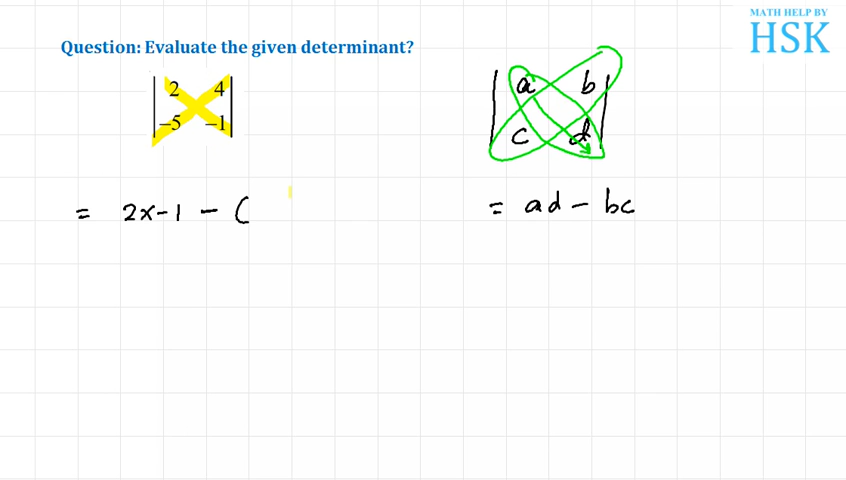 MATH HELP BY
HSK
Question: Evaluate the given determinant?
| 2 4 |
| −5 −1 |
| a b |
| c d |
= 2x-1 - (
= ad - bc